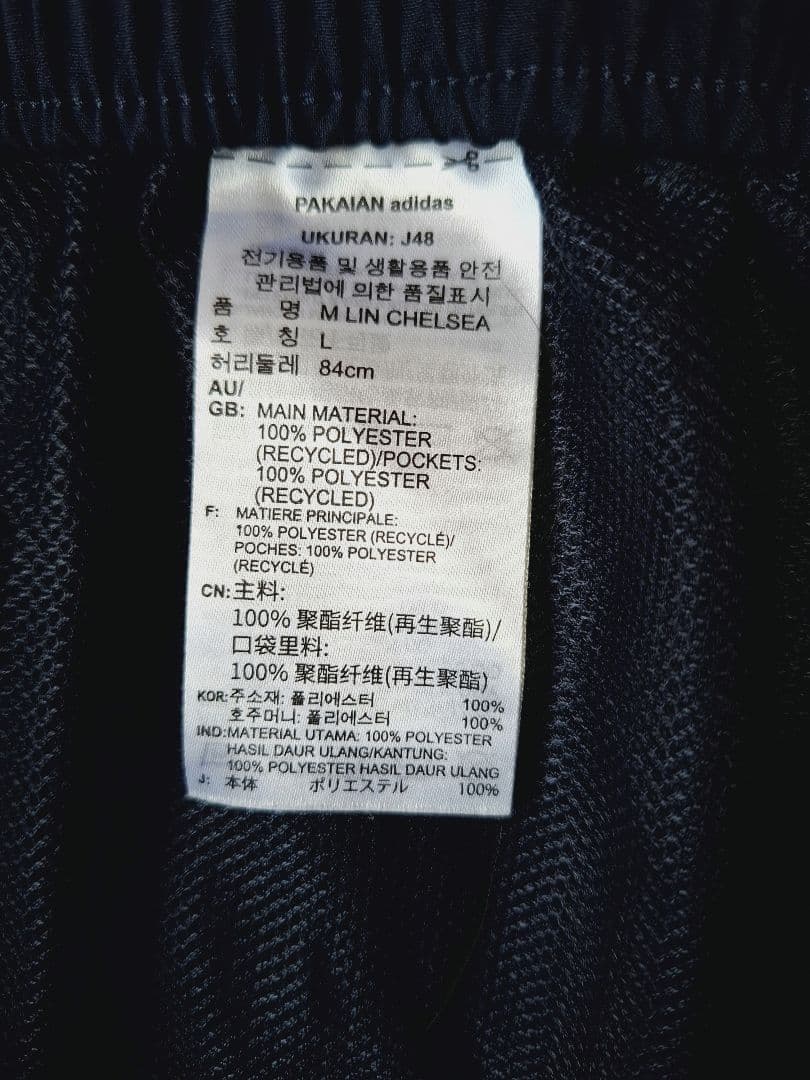 PAKAIAN adidas
UKURAN: J48
전기용품 및 생활용품 안전
관리법에 의한 품질표시
품 명 M LIN CHELSEA
호 칭 L
허리둘레 84cm
AU/
GB: MAIN MATERIAL:
100% POLYESTER
(RECYCLED)/POCKETS:
100% POLYESTER
(RECYCLED)
F: MATIERE PRINCIPALE:
100% POLYESTER (RECYCLÉ)/
POCHES: 100% POLYESTER
(RECYCLÉ)
CN:主料:
100% 聚酯纤维(再生聚酯)/
口袋里料:
100% 聚酯纤维(再生聚酯)
KOR:주소재: 폴리에스터 100%
호주머니: 폴리에스터 100%
IND:MATERIAL UTAMA: 100% POLYESTER
HASIL DAUR ULANG/KANTUNG:
100% POLYESTER HASIL DAUR ULANG
J: 本体 ポリエステル 100%